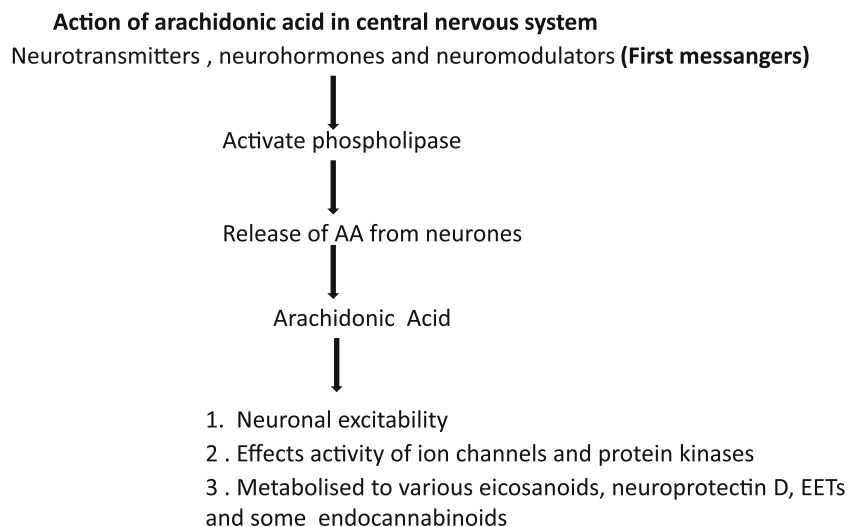 Action of arachidonic acid in central nervous system
Neurotransmitters , neurohormones and neuromodulators (First messangers)
Activate phospholipase
Release of AA from neurones
Arachidonic Acid
1. Neuronal excitability
2 . Effects activity of ion channels and protein kinases
3 . Metabolised to various eicosanoids, neuroprotectin D, EETs
and some endocannabinoids